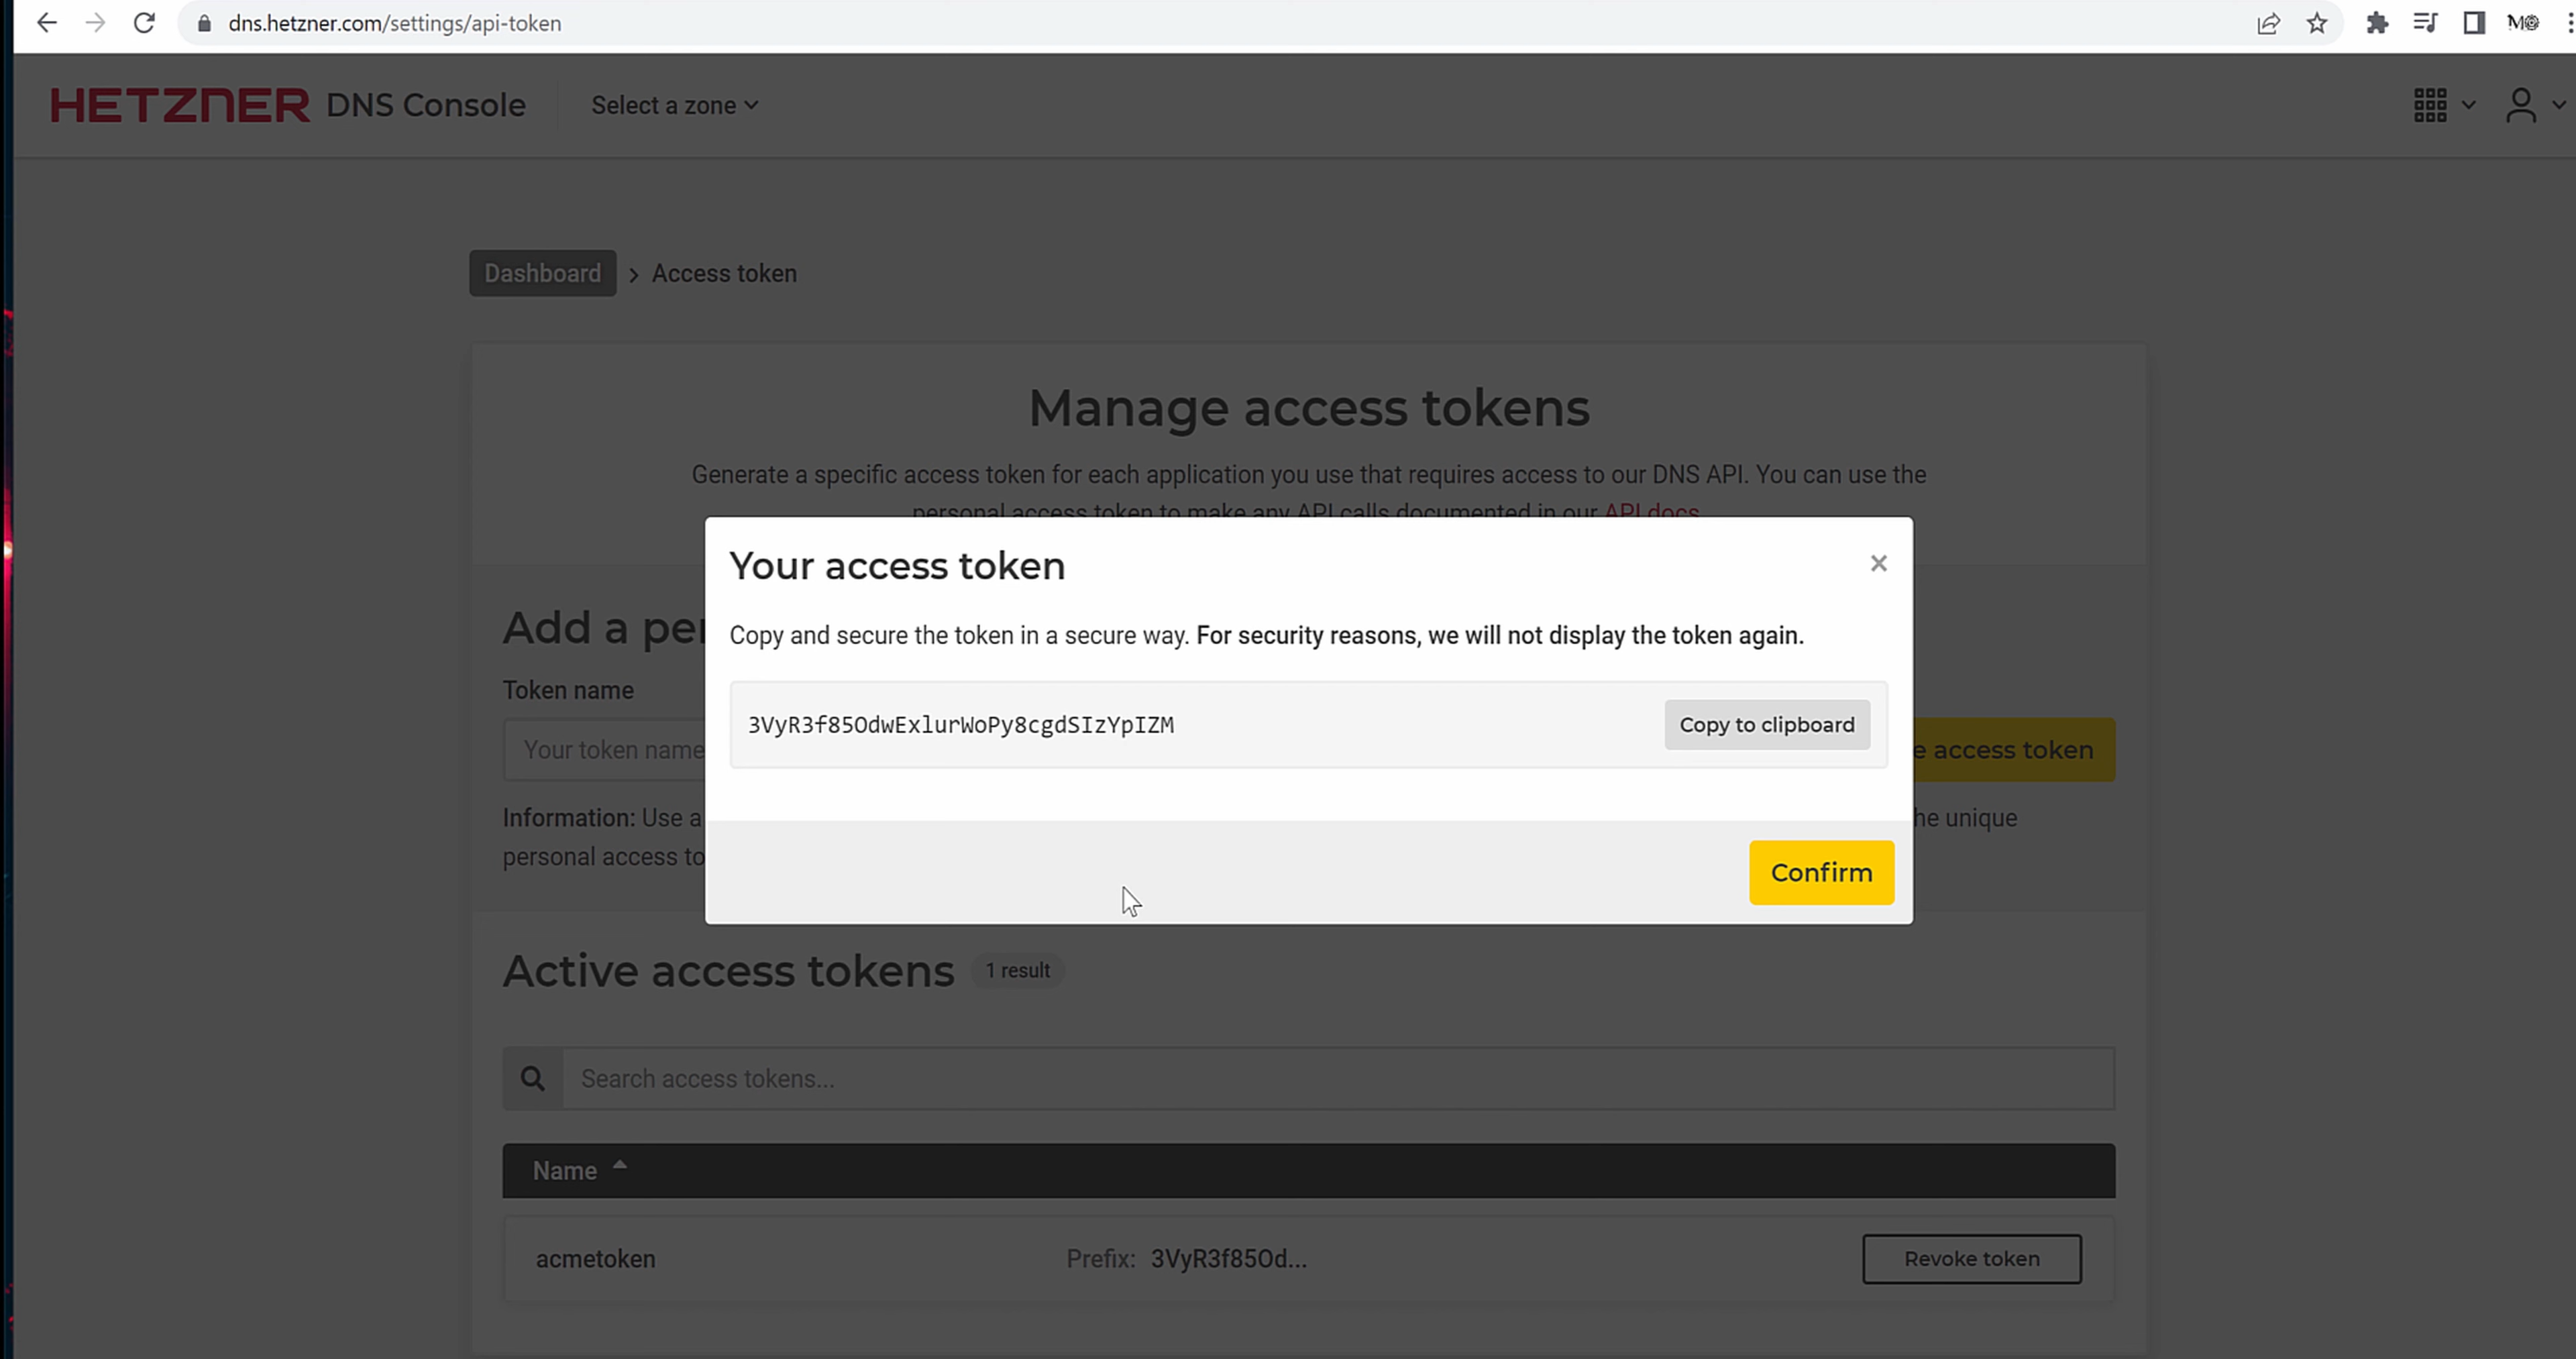 dns.hetzner.com/settings/api-token
HETZNER DNS Console
Select a zone
Dashboard > Access token
Manage access tokens
Generate a specific access token for each application you use that requires access to our DNS API. You can use the
personal access token to make any API calls documented in our API docs
Your access token
×
Copy and secure the token in a secure way. For security reasons, we will not display the token again.
Add a per
Token name
3VyR3f85OdwExlurWoPy8cgdSIzYpIZM
Copy to clipboard
Your token name
e access token
Information: Use a
he unique
personal access to
Confirm
Active access tokens 1 result
Search access tokens...
Name
acmetoken
Prefix: 3VyR3f85Od...
Revoke token